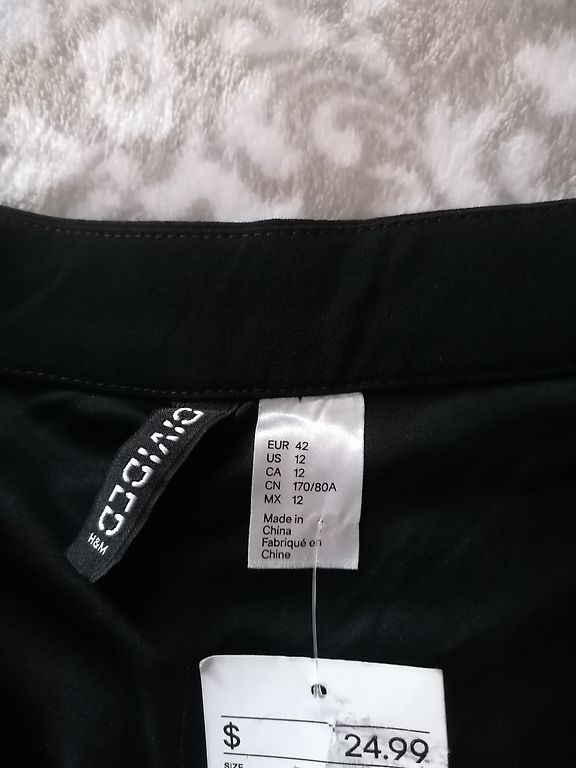 DIVIDED
H&M
EUR 42
US 12
CA 12
CN 170/80A
MX 12
Made in
China
Fabriqué en
Chine
$ 24.99
SIZE